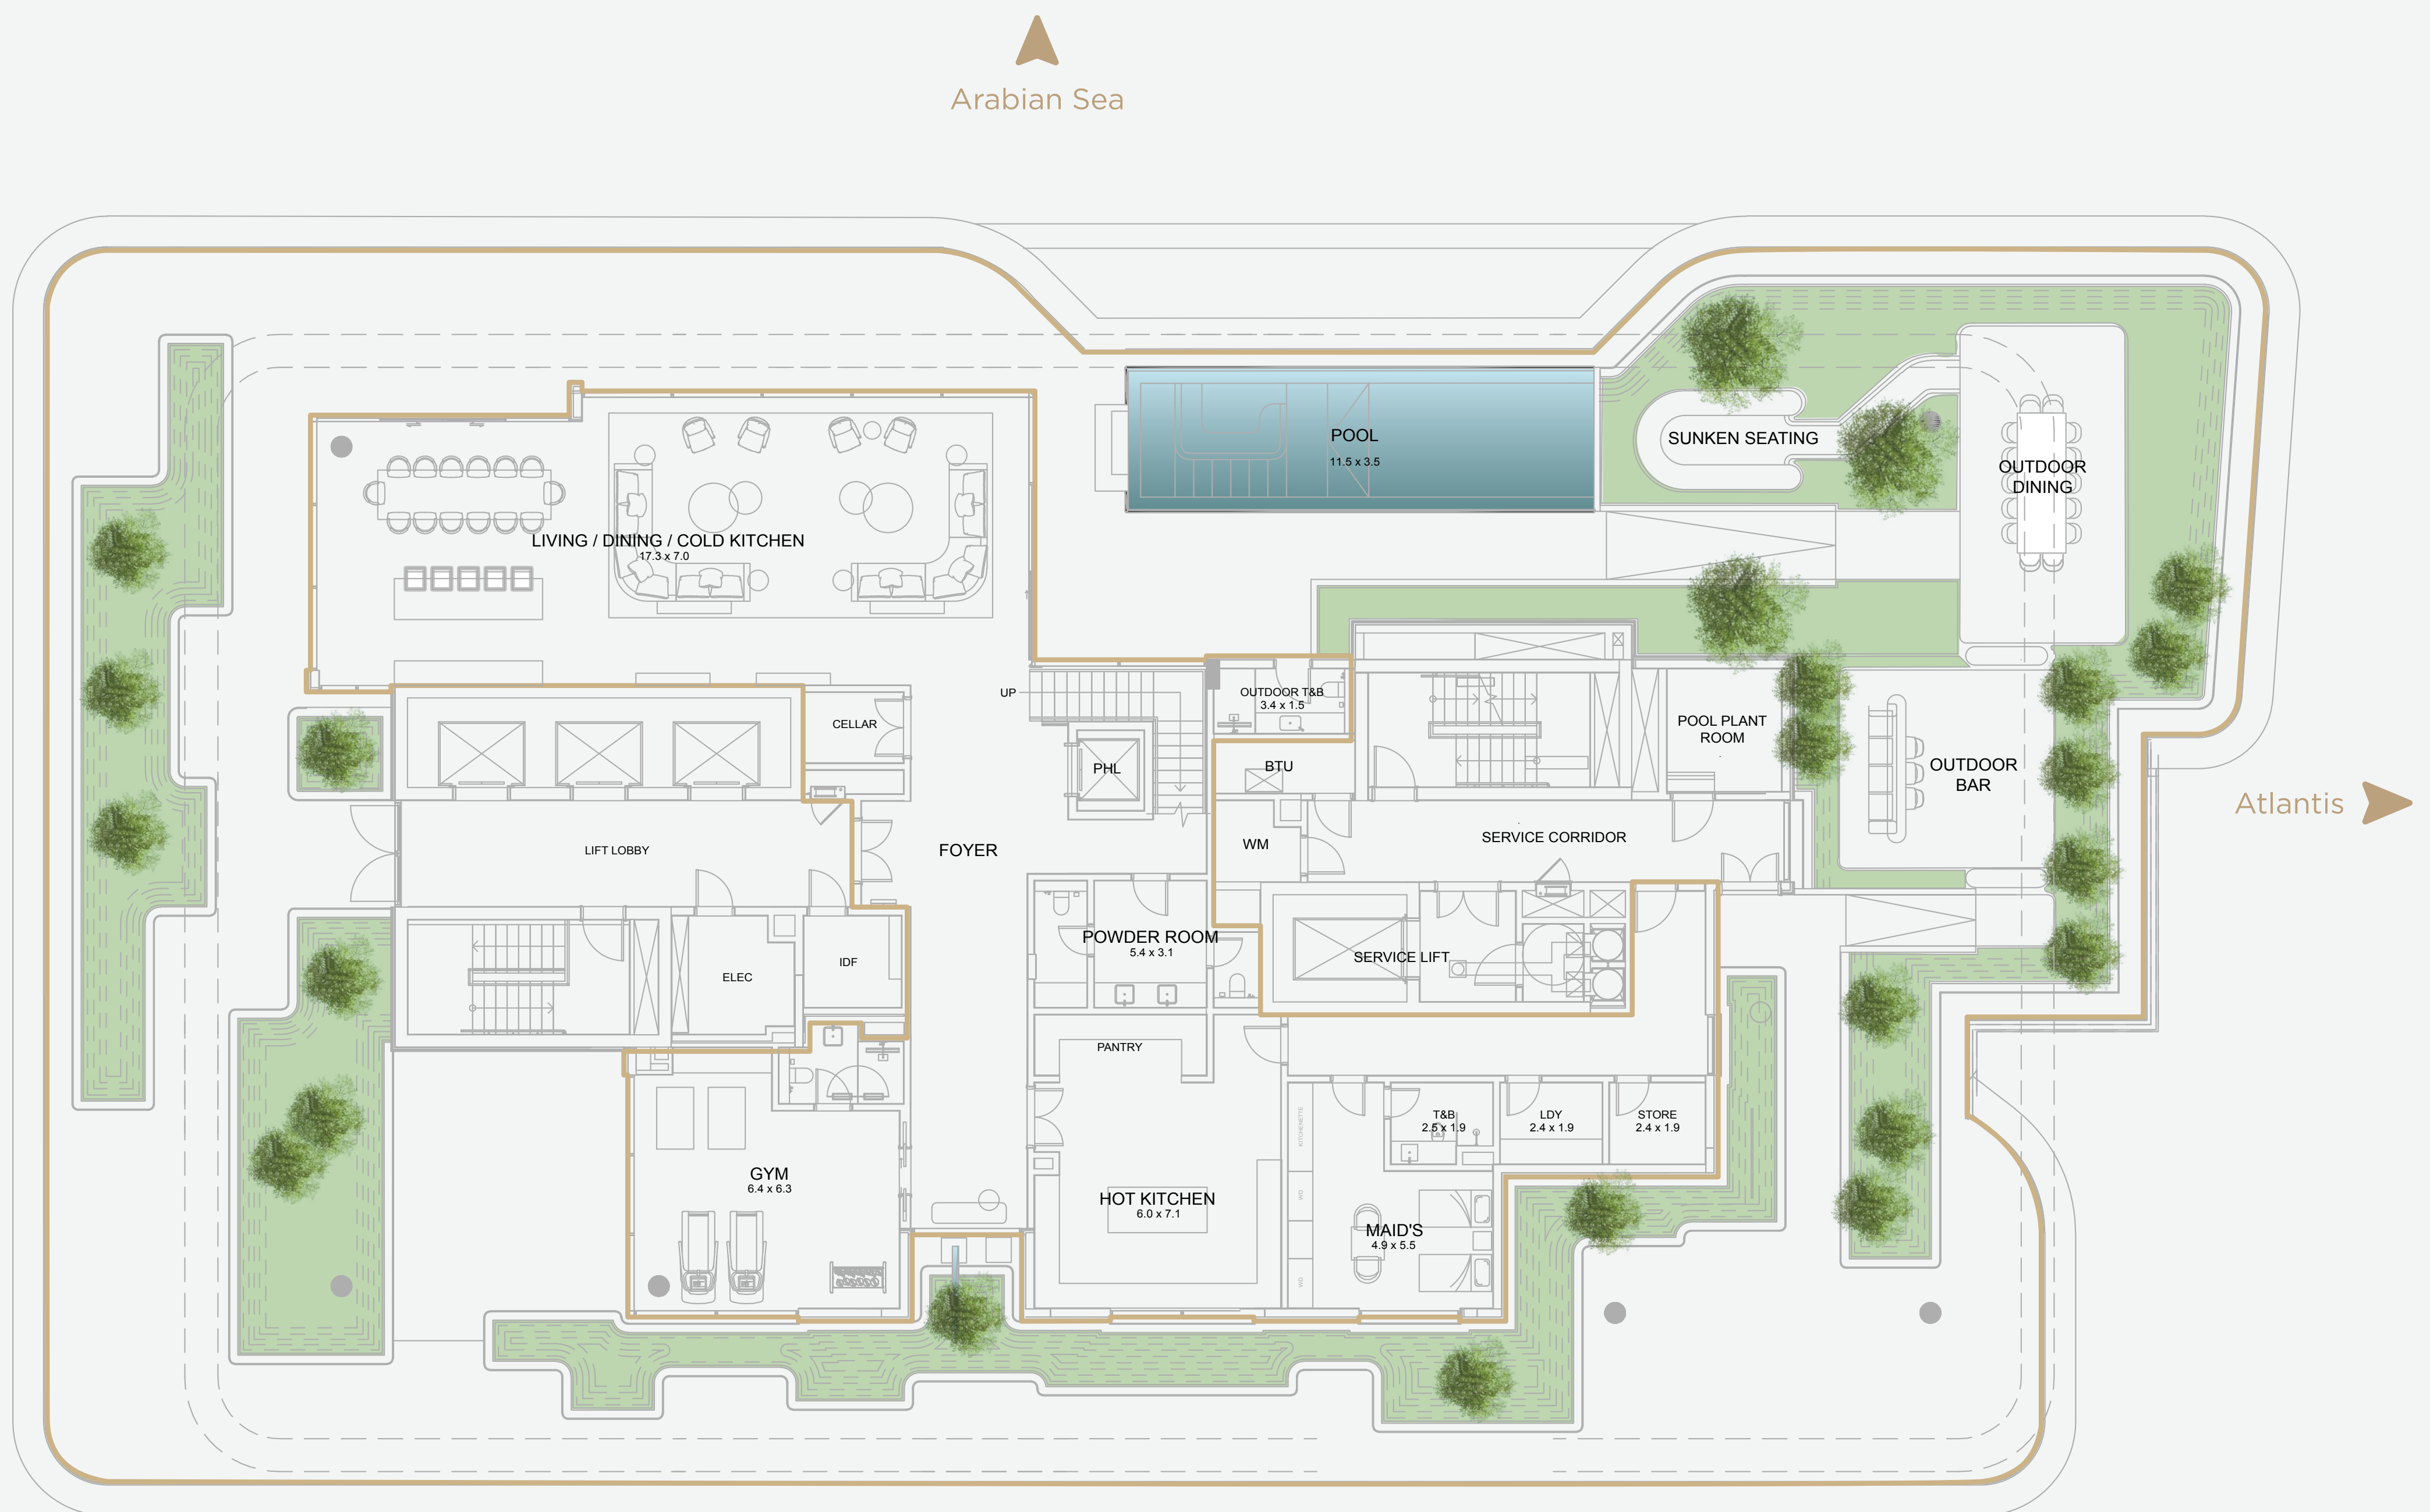 Arabian Sea
POOL
11.5 x 3.5
SUNKEN SEATING
OUTDOOR
DINING
LIVING / DINING / COLD KITCHEN
17.3 x 7.0
UP
CELLAR
OUTDOOR T&B
3.4 x 1.5
POOL PLANT
ROOM
PHL
BTU
OUTDOOR
BAR
Atlantis
LIFT LOBBY
FOYER
WM
SERVICE CORRIDOR
POWDER ROOM
5.4 x 3.1
SERVICE LIFT
ELEC
IDF
PANTRY
KITCHENETTE
T&B
2.5 x 1.9
LDY
2.4 x 1.9
STORE
2.4 x 1.9
GYM
6.4 x 6.3
HOT KITCHEN
6.0 x 7.1
WD
MAID'S
4.9 x 5.5
WD